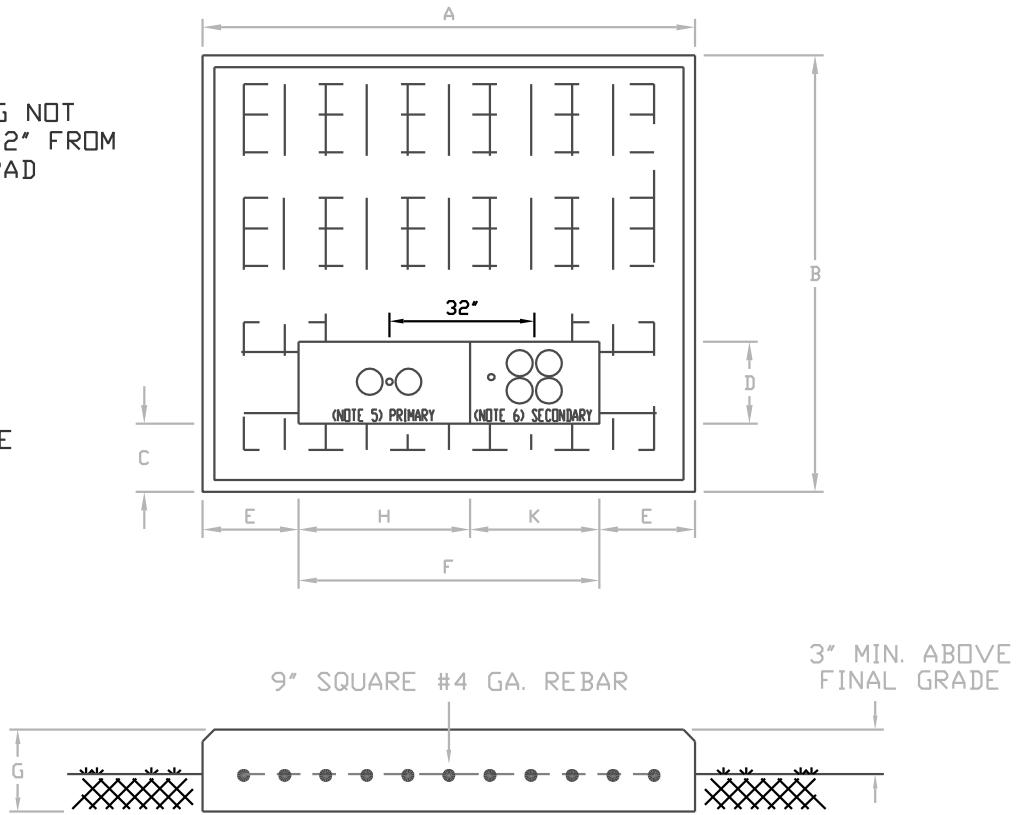 A
NOT
2" FROM
PAD
B
32"
D
(NOTE 5) PRIMARY
(NOTE 6) SECONDARY
E
C
E
H
K
E
F
3" MIN. ABOVE
FINAL GRADE
9" SQUARE #4 GA. REBAR
G